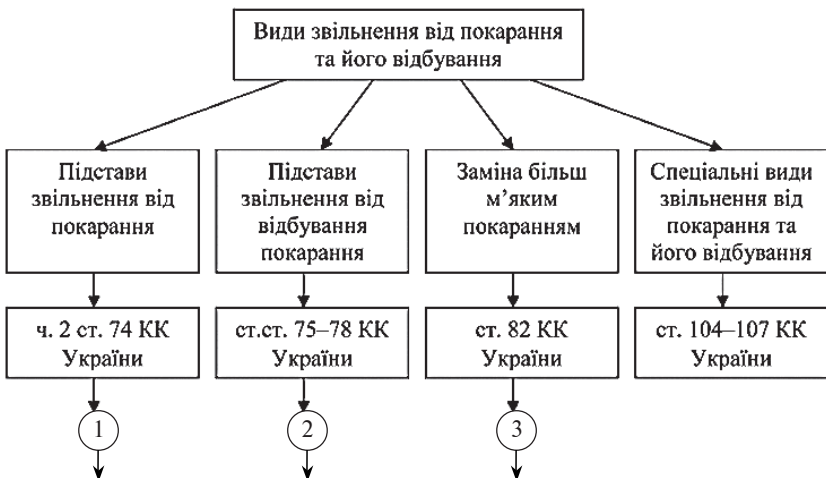 Види звільнення від покарання
та його відбування
Підстави
звільнення від
покарання
Підстави
звільнення від
відбування
покарання
Заміна більш
м’яким
покаранням
Спеціальні види
звільнення від
покарання та
його відбування
ч. 2 ст. 74 КК
України
ст.ст. 75–78 КК
України
ст. 82 КК
України
ст. 104–107 КК
України
1
2
3